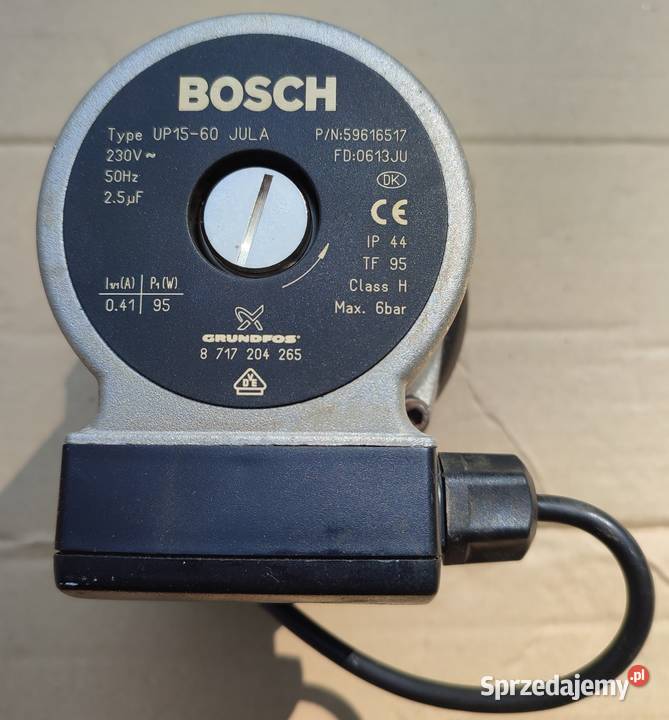 BOSCH
Type UP15-60 JULA P/N:59616517
230V~ FD:0613JU
50Hz DK
2.5µF CE
IP 44
TF 95
I1/1(A) P1(W) Class H
0.41 95 Max. 6bar
GRUNDFOS
8 717 204 265
VDE
Sprzedajemy.pl